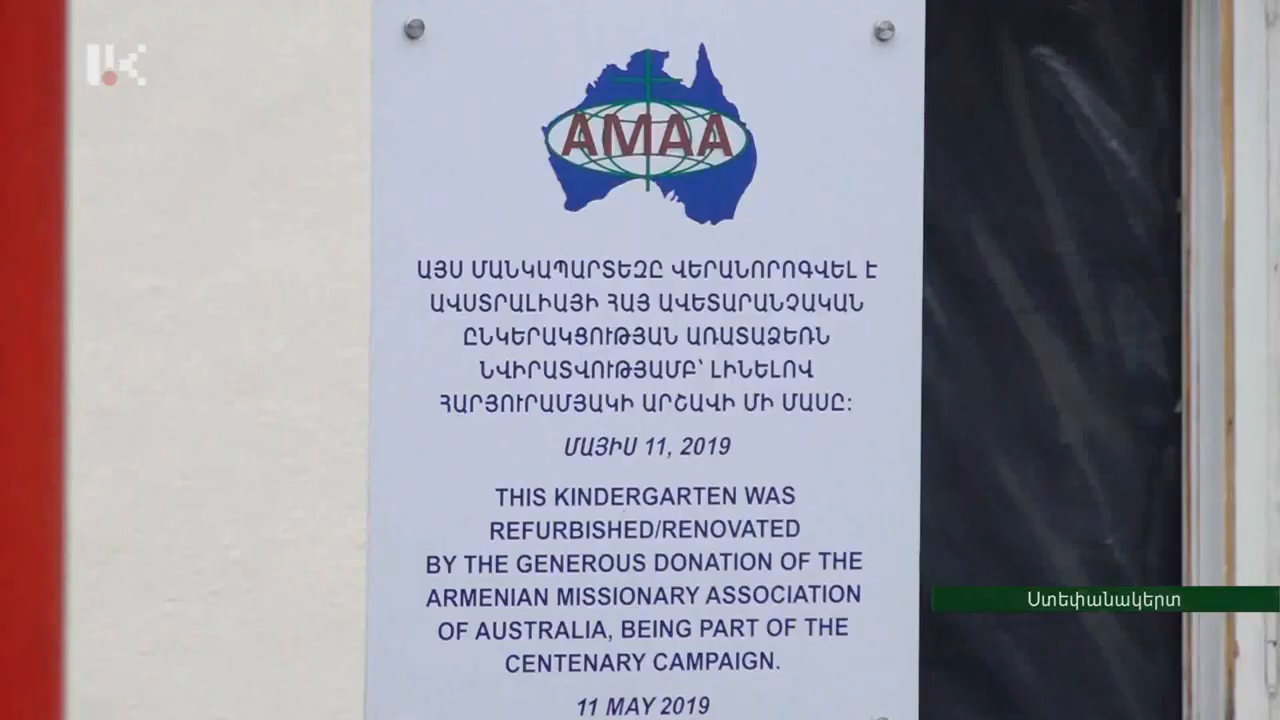 AMAA
ԱՅՍ ՄԱՆԿԱՊԱՐՏԵԶԸ ՎԵՐԱՆՈՐՈԳՎԵԼ Է
ԱՎՍՏՐԱԼԻԱՅԻ ՀԱՅ ԱՎԵՏԱՐԱՆՉԱԿԱՆ
ԸՆԿԵՐԱԿՑՈՒԹՅԱՆ ԱՌԱՏԱՁԵՌՆ
ՆՎԻՐԱՏՎՈՒԹՅԱՄԲ՝ ԼԻՆԵԼՈՎ
ՀԱՐՅՈՒՐԱՄՅԱԿԻ ԱՐՇԱՎԻ ՄԻ ՄԱՍԸ:
ՄԱՅԻՍ 11, 2019
THIS KINDERGARTEN WAS
REFURBISHED/RENOVATED
BY THE GENEROUS DONATION OF THE
ARMENIAN MISSIONARY ASSOCIATION
OF AUSTRALIA, BEING PART OF THE
CENTENARY CAMPAIGN.
11 MAY 2019
Ստեփանակերտ